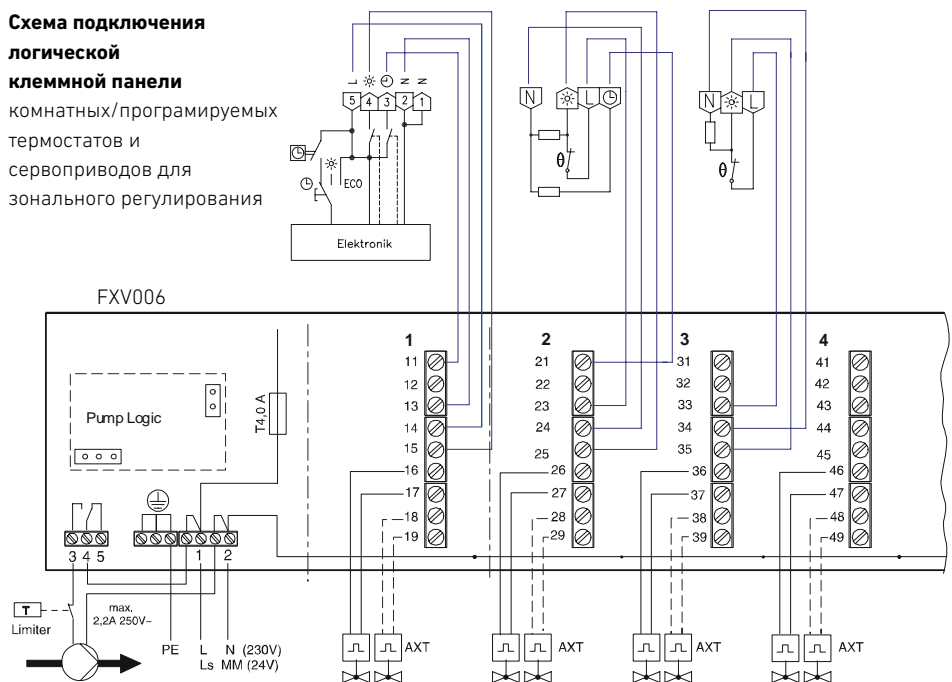 Схема подключения
логической
клеммной панели
комнатных/програмируемых
термостатов и
сервоприводов для
зонального регулирования
L N N
5 4 3 2 1
ECO
Elektronik
N L
θ
N L
θ
FXV006
Pump Logic
T4,0 A
1
11
12
13
14
15
16
17
18
19
2
21
22
23
24
25
26
27
28
29
3
31
32
33
34
35
36
37
38
39
4
41
42
43
44
45
46
47
48
49
3 4 5
1 2
T
Limiter
max.
2,2A 250V~
PE L N (230V)
Ls MM (24V)
AXT
AXT
AXT
AXT